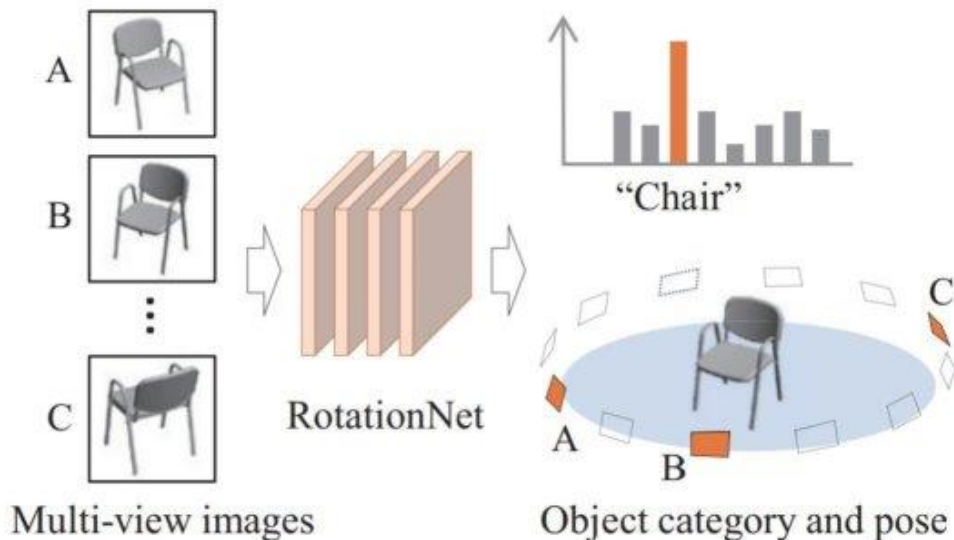 A
B
C
RotationNet
“Chair”
C
A
B
Multi-view images
Object category and pose